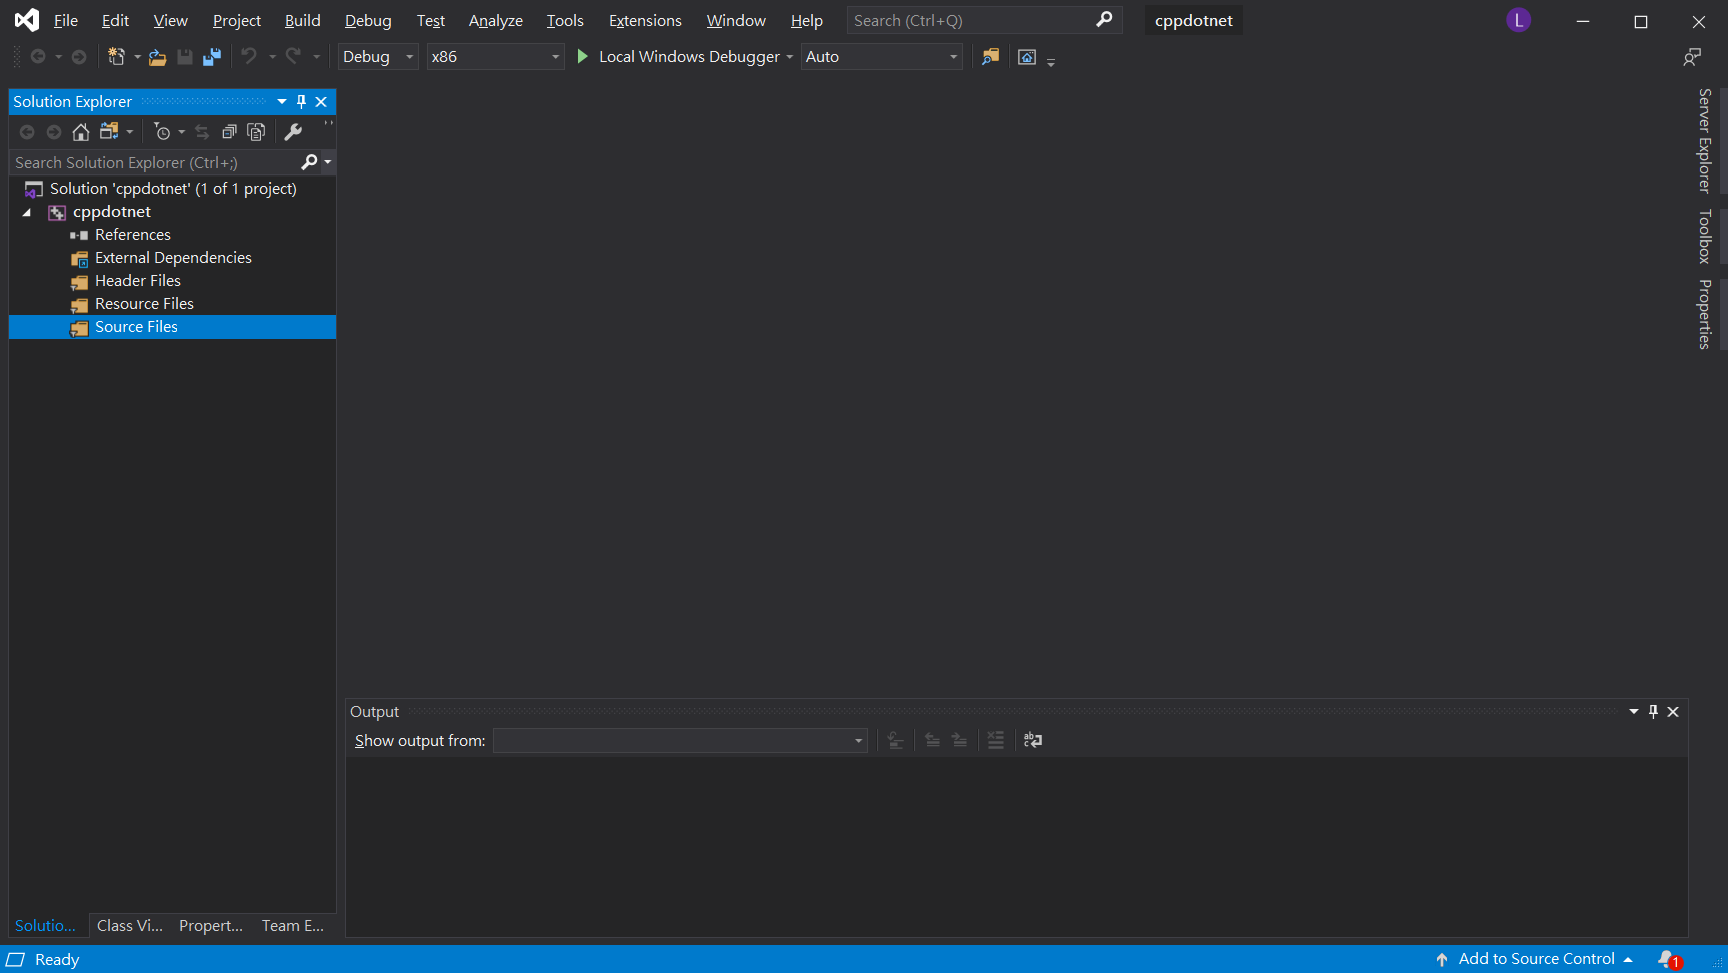 File Edit View Project Build Debug Test Analyze Tools Extensions Window Help Search (Ctrl+Q) cppdotnet L
Debug x86 Local Windows Debugger Auto
Solution Explorer
Search Solution Explorer (Ctrl+;)
Solution 'cppdotnet' (1 of 1 project)
cppdotnet
References
External Dependencies
Header Files
Resource Files
Source Files
Server Explorer
Toolbox
Properties
Output
Show output from:
Solutio... Class Vi... Propert... Team E...
Ready Add to Source Control 1